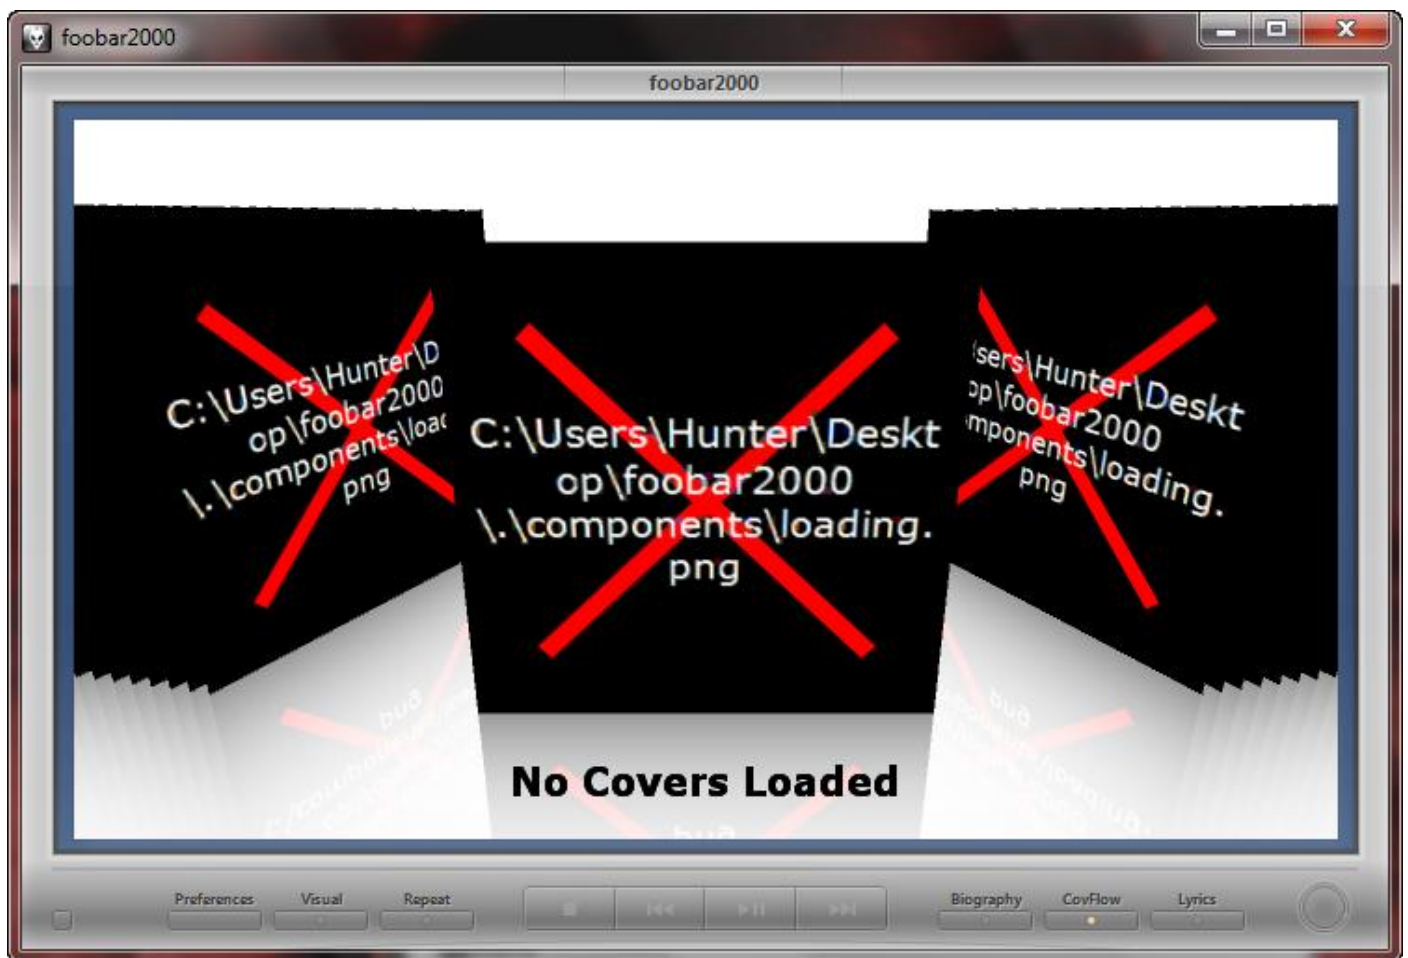 foobar2000
foobar2000
C:\Users\Hunter\D
op\foobar2000
\.\components\load
png
C:\Users\Hunter\Deskt
op\foobar2000
\.\components\loading.
png
sers\Hunter\Deskt
op\foobar2000
mponents\loading.
png
No Covers Loaded
Preferences
Visual
Repeat
Biography
CovFlow
Lyrics